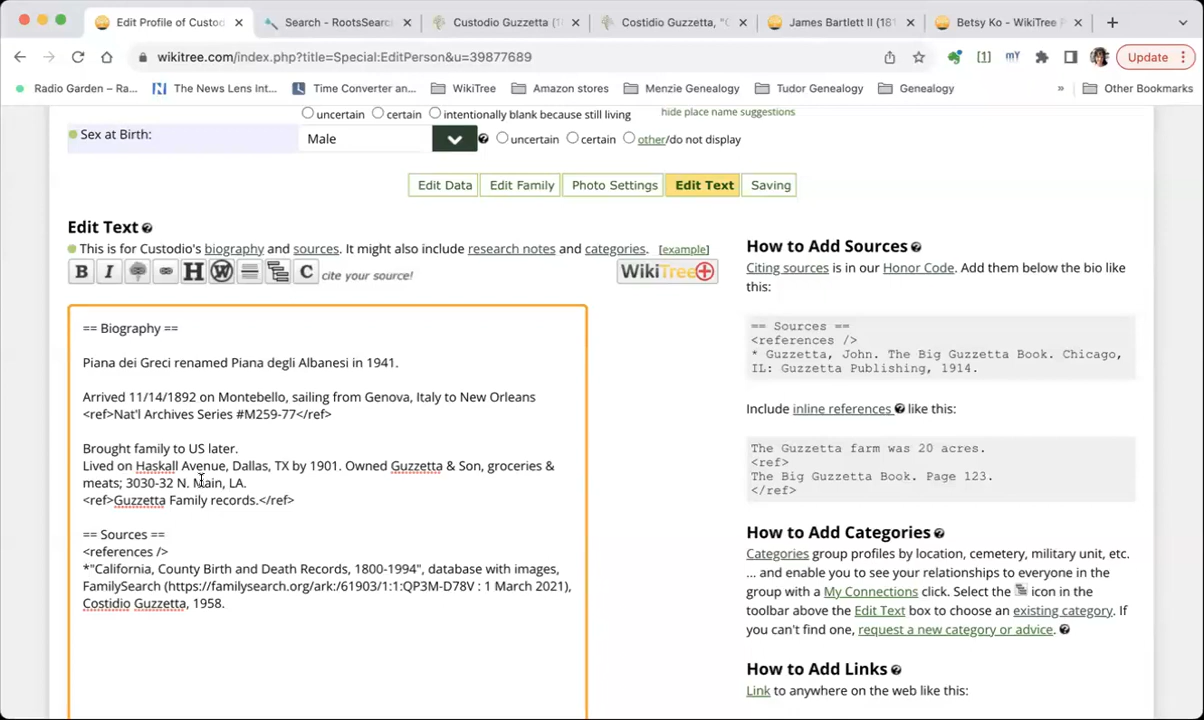 Edit Profile of Custod ×
Search - RootsSearc ×
Custodio Guzzetta (1 ×
Costidio Guzzetta, "C ×
James Bartlett II (181 ×
Betsy Ko - WikiTree P ×
wikitree.com/index.php?title=Special:EditPerson&u=39877689
[1]
mY
Update
Radio Garden – Ra...
The News Lens Int...
Time Converter an...
WikiTree
Amazon stores
Menzie Genealogy
Tudor Genealogy
Genealogy
»
Other Bookmarks
uncertain certain intentionally blank because still living
hide place name suggestions
Sex at Birth:
Male
uncertain certain other/do not display
Edit Data
Edit Family
Photo Settings
Edit Text
Saving
Edit Text
This is for Custodio's biography and sources. It might also include research notes and categories. [example]
B I H W C cite your source!
WikiTree+
== Biography ==
Piana dei Greci renamed Piana degli Albanesi in 1941.
Arrived 11/14/1892 on Montebello, sailing from Genova, Italy to New Orleans
<ref>Nat'l Archives Series #M259-77</ref>
Brought family to US later.
Lived on Haskall Avenue, Dallas, TX by 1901. Owned Guzzetta & Son, groceries &
meats; 3030-32 N. Main, LA.
<ref>Guzzetta Family records.</ref>
== Sources ==
<references />
*"California, County Birth and Death Records, 1800-1994", database with images,
FamilySearch (https://familysearch.org/ark:/61903/1:1:QP3M-D78V : 1 March 2021),
Costidio Guzzetta, 1958.
How to Add Sources
Citing sources is in our Honor Code. Add them below the bio like
this:
== Sources ==
<references />
* Guzzetta, John. The Big Guzzetta Book. Chicago,
IL: Guzzetta Publishing, 1914.
Include inline references like this:
The Guzzetta farm was 20 acres.
<ref>
The Big Guzzetta Book. Page 123.
</ref>
How to Add Categories
Categories group profiles by location, cemetery, military unit, etc.
... and enable you to see your relationships to everyone in the
group with a My Connections click. Select the icon in the
toolbar above the Edit Text box to choose an existing category. If
you can't find one, request a new category or advice.
How to Add Links
Link to anywhere on the web like this: